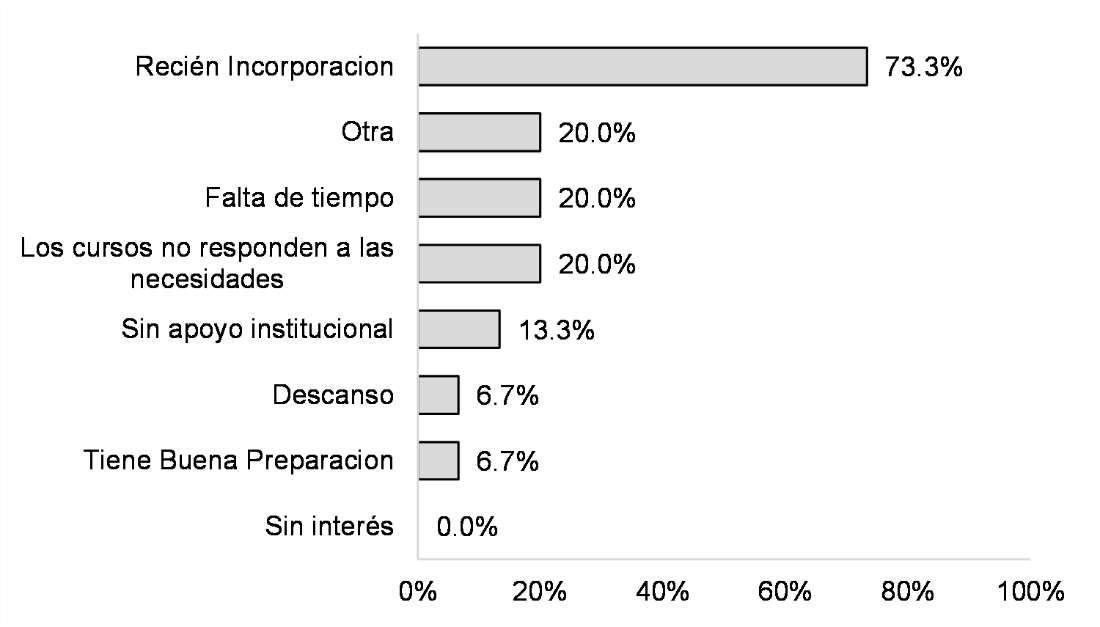 Recién Incorporacion
73.3%
Otra
20.0%
Falta de tiempo
20.0%
Los cursos no responden a las
necesidades
20.0%
Sin apoyo institucional
13.3%
Descanso
6.7%
Tiene Buena Preparacion
6.7%
Sin interés
0.0%
0%
20%
40%
60%
80%
100%